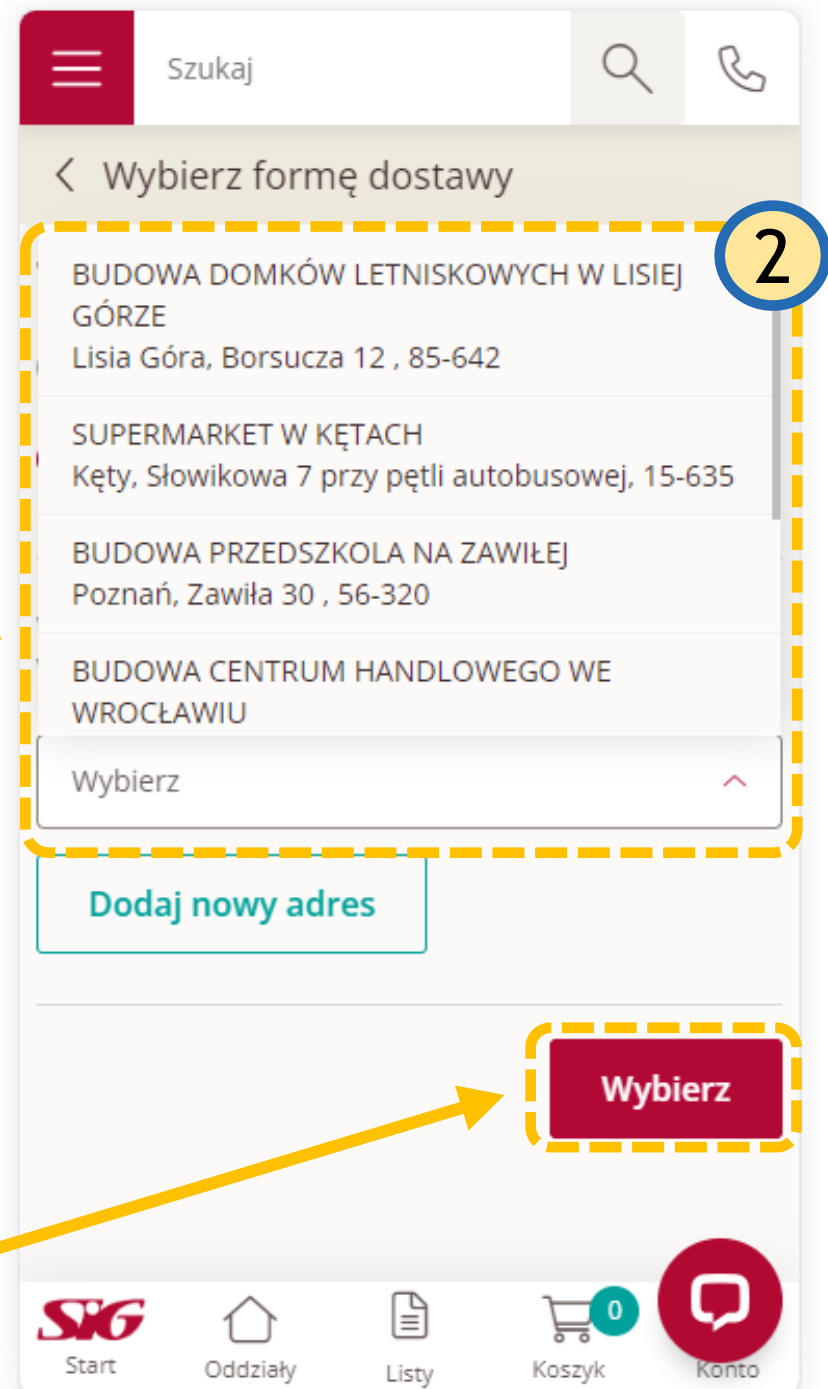 Szukaj
Wybierz formę dostawy
2
BUDOWA DOMKÓW LETNISKOWYCH W LISIEJ
GÓRZE
Lisia Góra, Borsucza 12 , 85-642
SUPERMARKET W KĘTACH
Kęty, Słowikowa 7 przy pętli autobusowej, 15-635
BUDOWA PRZEDSZKOLA NA ZAWIŁEJ
Poznań, Zawiła 30 , 56-320
BUDOWA CENTRUM HANDLOWEGO WE
WROCŁAWIU
Wybierz
Dodaj nowy adres
Wybierz
SIG
0
Start Oddziały Listy Koszyk Konto